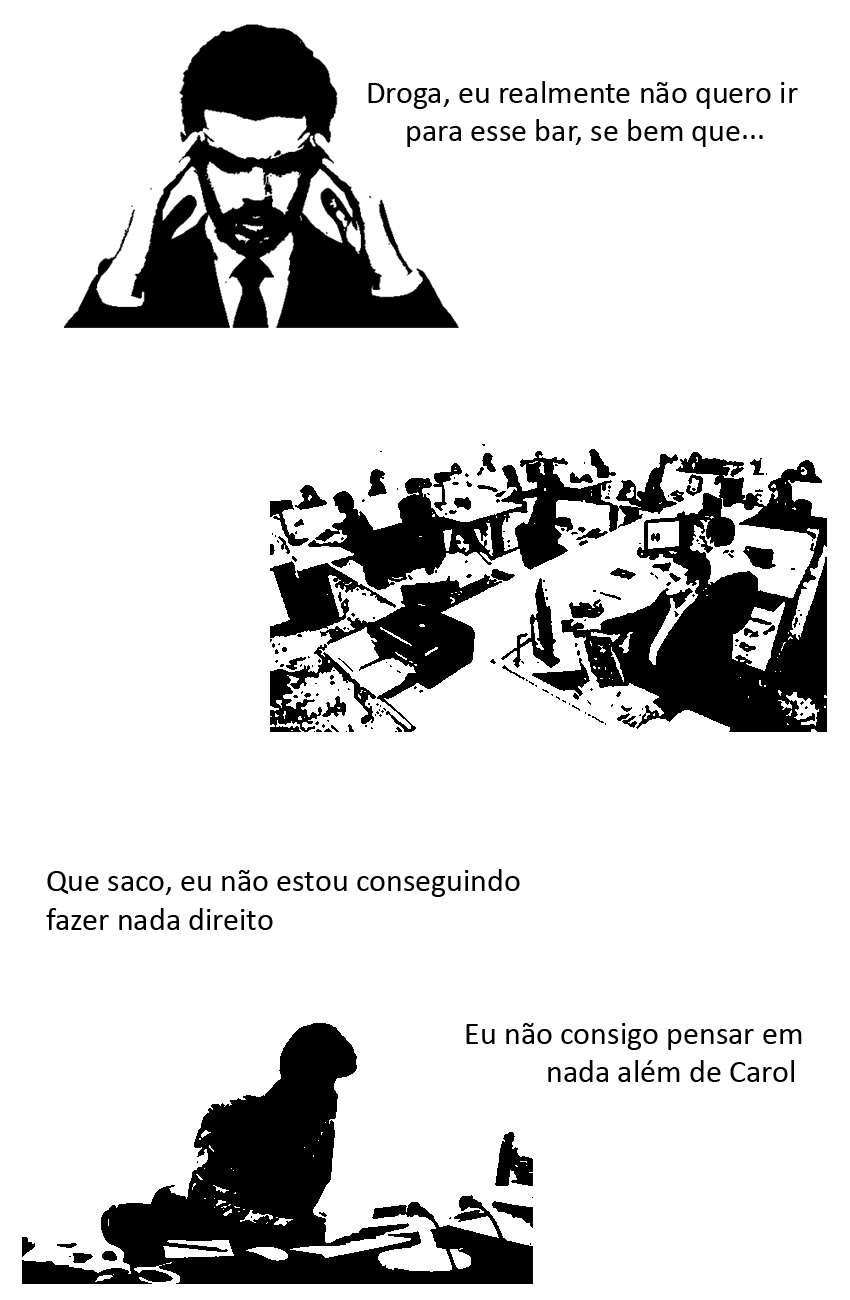 Droga, eu realmente não quero ir
para esse bar, se bem que...
Que saco, eu não estou conseguindo
fazer nada direito
Eu não consigo pensar em
nada além de Carol